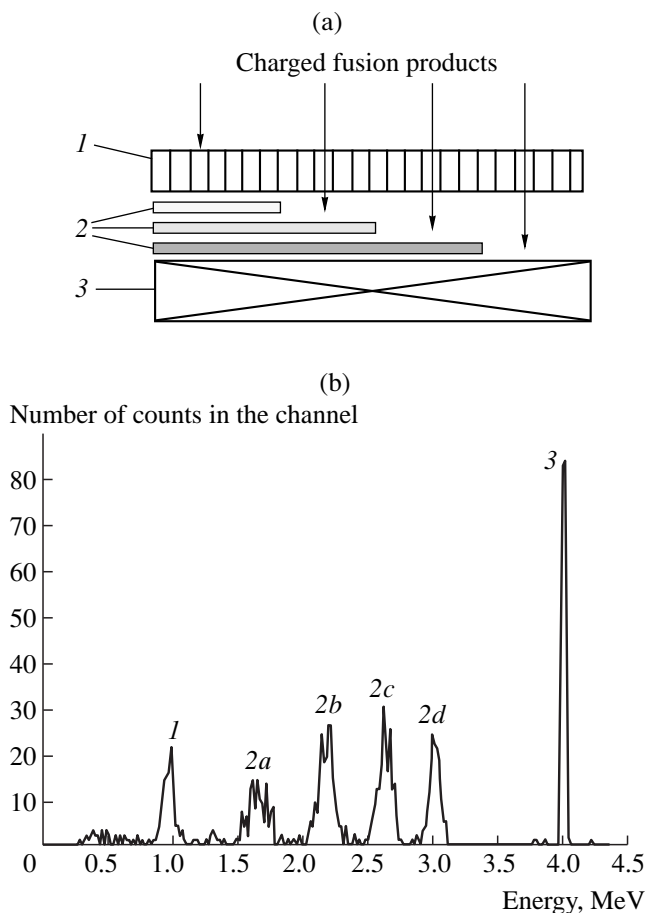 (a)
Charged fusion products
1
2
3
(b)
Number of counts in the channel
80
70
60
50
40
30
20
10
0
1
2a
2b
2c
2d
3
0.5 1.0 1.5 2.0 2.5 3.0 3.5 4.0 4.5
Energy, MeV